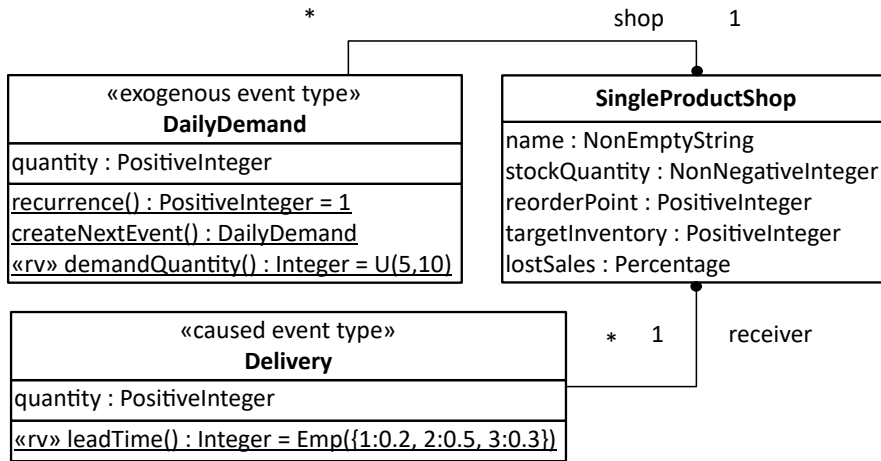 * shop 1
«exogenous event type»
DailyDemand
quantity : PositiveInteger
recurrence() : PositiveInteger = 1
createNextEvent() : DailyDemand
«rv» demandQuantity() : Integer = U(5,10)
SingleProductShop
name : NonEmptyString
stockQuantity : NonNegativeInteger
reorderPoint : PositiveInteger
targetInventory : PositiveInteger
lostSales : Percentage
* 1 receiver
«caused event type»
Delivery
quantity : PositiveInteger
«rv» leadTime() : Integer = Emp({1:0.2, 2:0.5, 3:0.3})